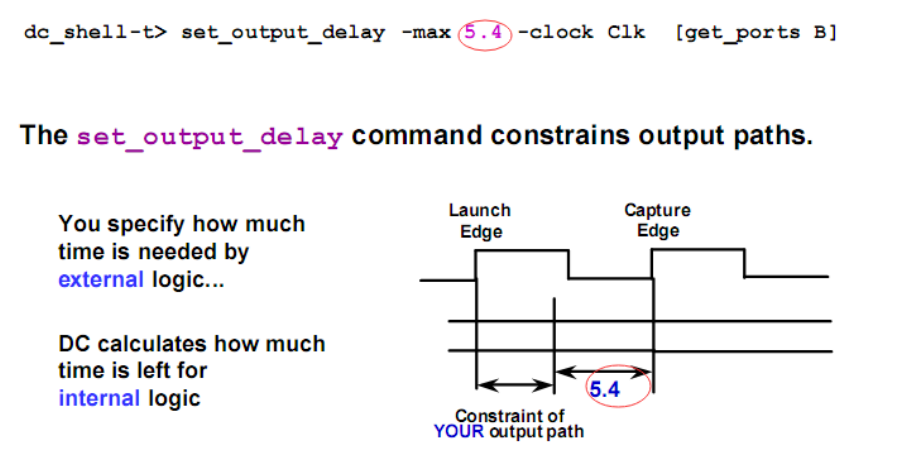 dc_shell-t> set_output_delay -max 5.4 -clock Clk [get_ports B]
The set_output_delay command constrains output paths.
You specify how much
time is needed by
external logic...
DC calculates how much
time is left for
internal logic
Launch
Edge
Capture
Edge
5.4
Constraint of
YOUR output path